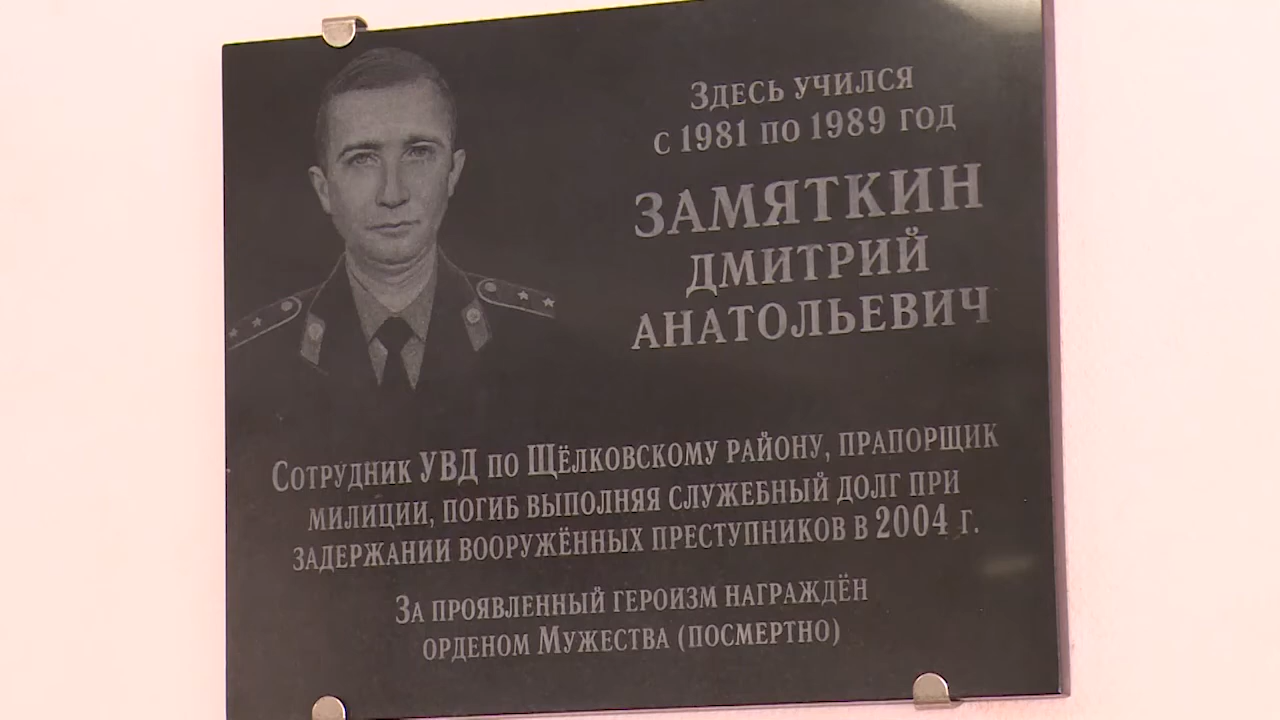 Здесь учился
с 1981 по 1989 год
ЗАМЯТКИН
ДМИТРИЙ
АНАТОЛЬЕВИЧ
Сотрудник УВД по Щёлковскому району, прапорщик
милиции, погиб выполняя служебный долг при
задержании вооружённых преступников в 2004 г.
За проявленный героизм награждён
орденом Мужества (посмертно)